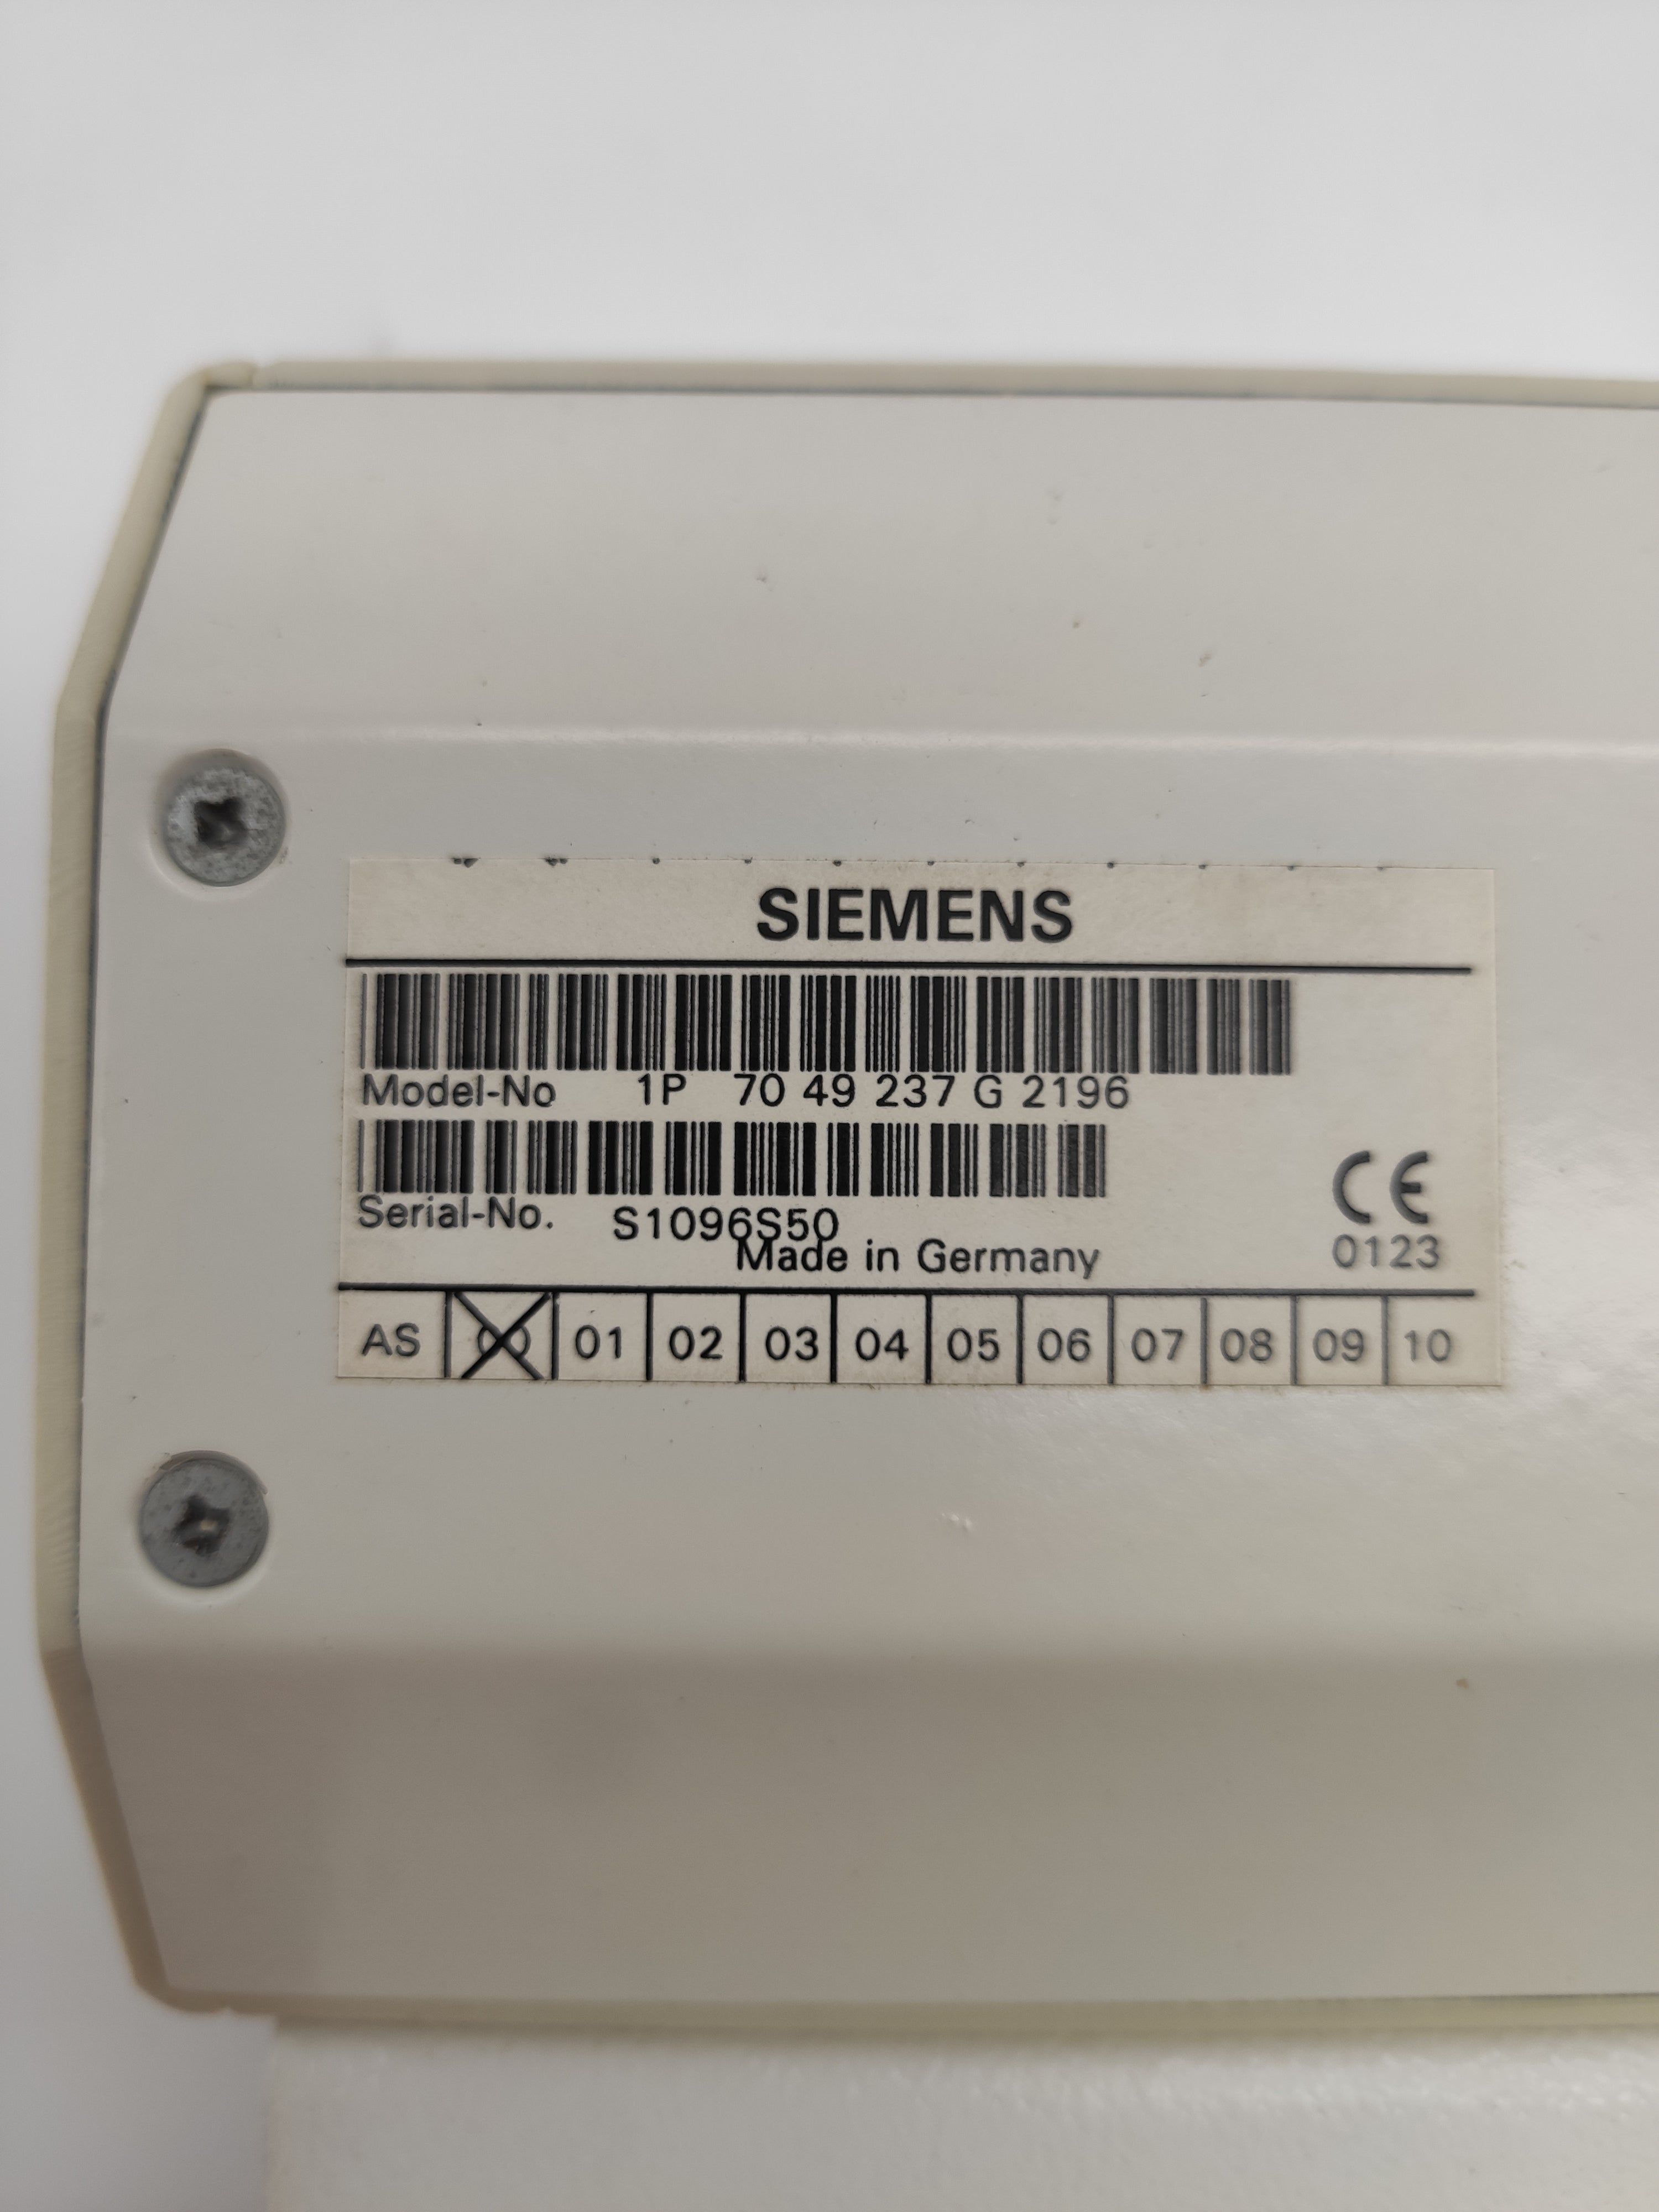 SIEMENS
Model-No 1P 70 49 237 G 2196
Serial-No. S1096S50
Made in Germany
CE
0123
AS 00 01 02 03 04 05 06 07 08 09 10